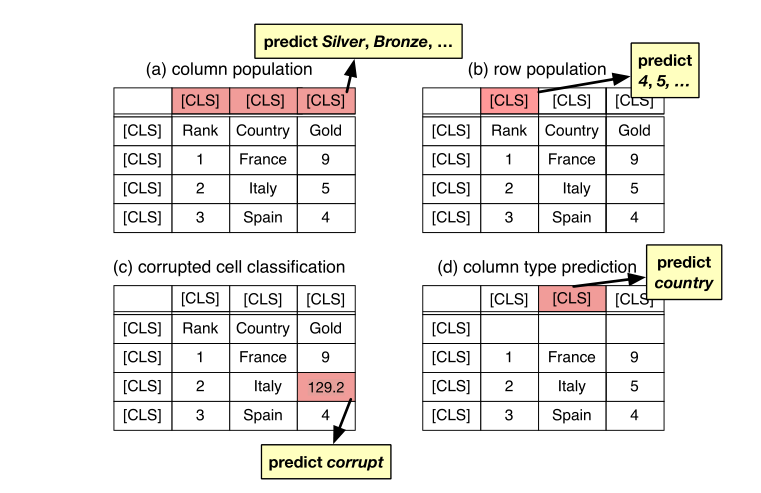 predict Silver, Bronze, …
(a) column population
[CLS] [CLS] [CLS]
[CLS] Rank Country Gold
[CLS] 1 France 9
[CLS] 2 Italy 5
[CLS] 3 Spain 4
(b) row population
predict
4, 5, …
[CLS] [CLS] [CLS]
[CLS] Rank Country Gold
[CLS] 1 France 9
[CLS] 2 Italy 5
[CLS] 3 Spain 4
(c) corrupted cell classification
[CLS] [CLS] [CLS]
[CLS] Rank Country Gold
[CLS] 1 France 9
[CLS] 2 Italy 129.2
[CLS] 3 Spain 4
predict corrupt
(d) column type prediction
predict
country
[CLS] [CLS] [CLS]
[CLS]
[CLS] 1 France 9
[CLS] 2 Italy 5
[CLS] 3 Spain 4